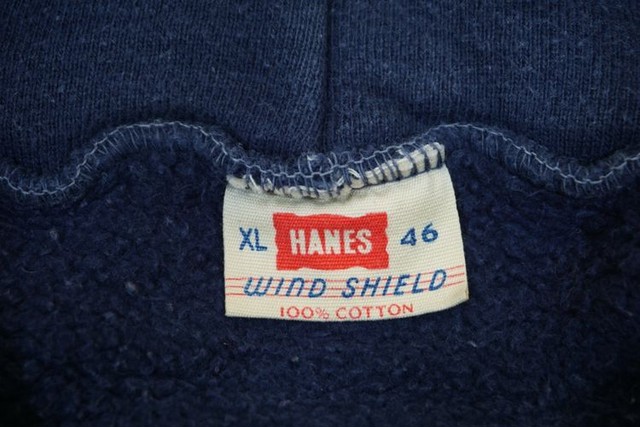 XL HANES 46
WIND SHIELD
100% COTTON